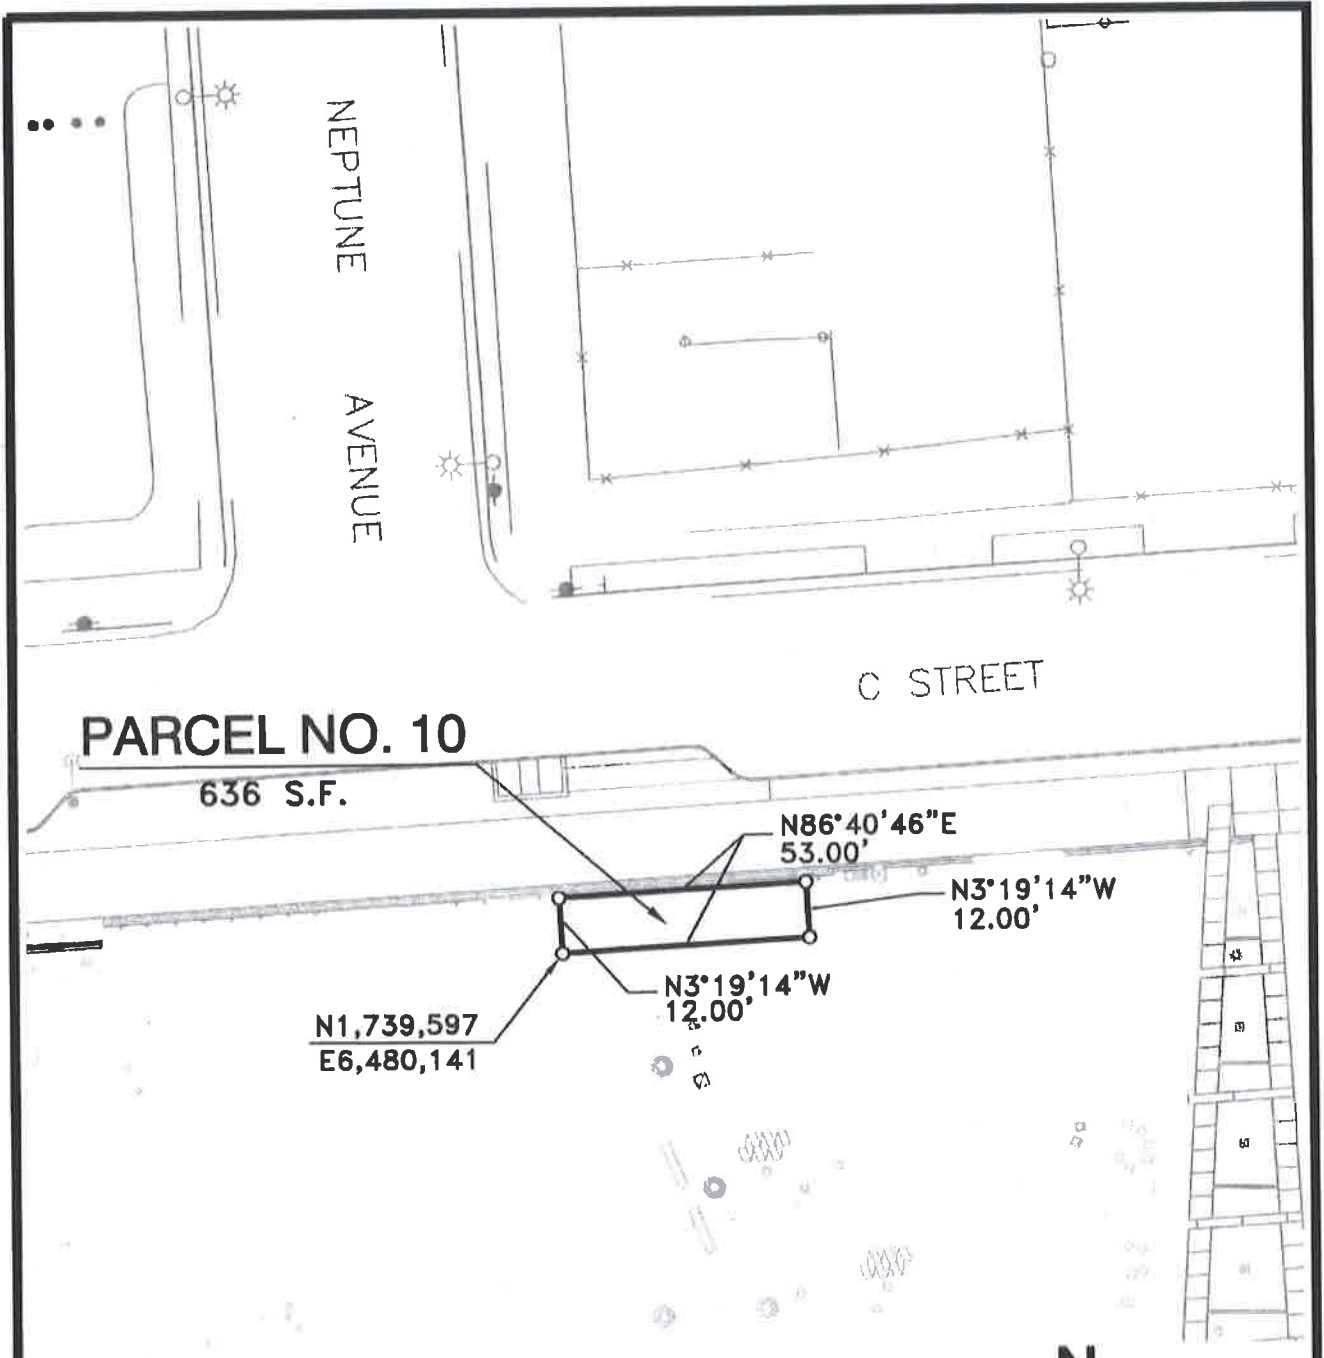 NEPTUNE AVENUE
C STREET
PARCEL NO. 10
636 S.F.
N86°40'46"E
53.00'
N3°19'14"W
12.00'
N3°19'14"W
12.00'
N1,739,597
E6,480,141
N